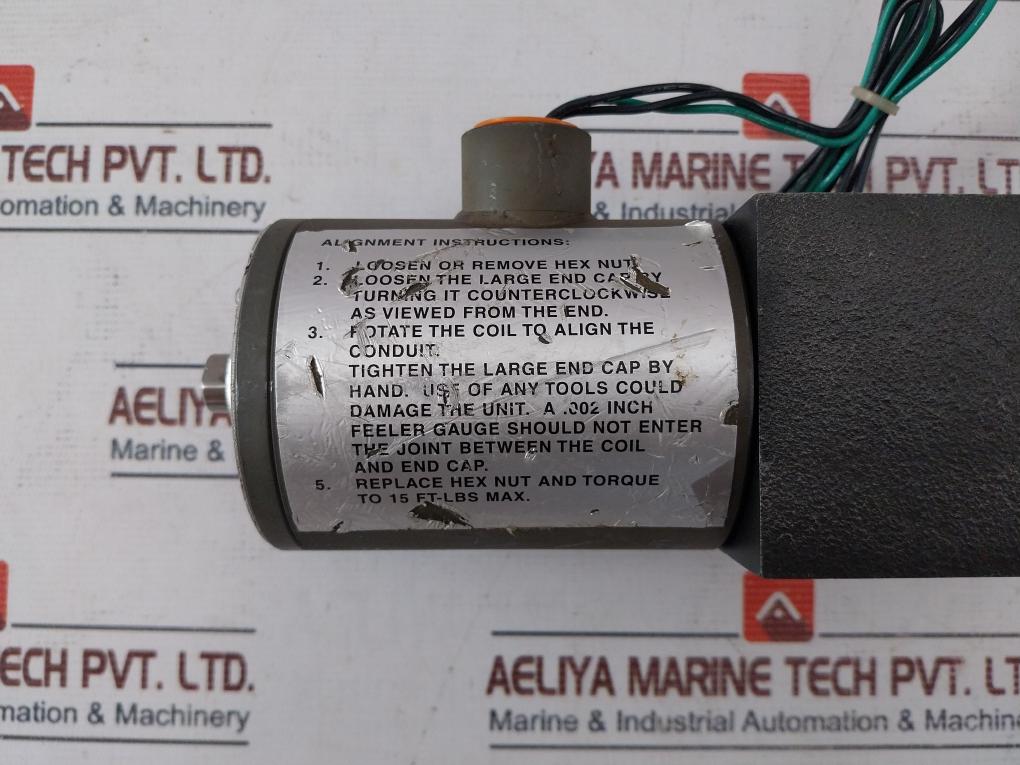 TECH PVT. LTD.
omation & Machinery
AELIYA MARINE TECH PVT. LT
& Industrial
ALIGNMENT INSTRUCTIONS:
1. LOOSEN OR REMOVE HEX NUT.
2. LOOSEN THE LARGE END CAP BY
TURNING IT COUNTERCLOCKWISE
AS VIEWED FROM THE END.
3. ROTATE THE COIL TO ALIGN THE
CONDUIT.
TIGHTEN THE LARGE END CAP BY
HAND. USE OF ANY TOOLS COULD
DAMAGE THE UNIT. A .002 INCH
FEELER GAUGE SHOULD NOT ENTER
THE JOINT BETWEEN THE COIL
AND END CAP.
5. REPLACE HEX NUT AND TORQUE
TO 15 FT-LBS MAX.
AELIYA
Marine &
ECH PVT. LTD.
mation & Machinery
AELIYA MARINE TECH PVT. LT
Marine & Industrial Automation & Machine